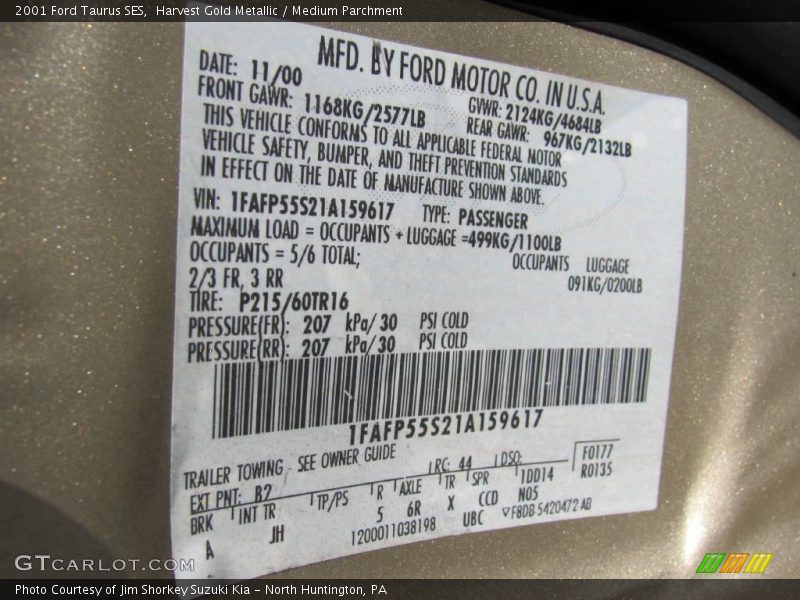 2001 Ford Taurus SES, Harvest Gold Metallic / Medium Parchment
MFD. BY FORD MOTOR CO. IN U.S.A.
DATE: 11/00 GVWR: 2124KG/4684LB
FRONT GAWR: 1168KG/2577LB REAR GAWR: 967KG/2132LB
THIS VEHICLE CONFORMS TO ALL APPLICABLE FEDERAL MOTOR
VEHICLE SAFETY, BUMPER, AND THEFT PREVENTION STANDARDS
IN EFFECT ON THE DATE OF MANUFACTURE SHOWN ABOVE.
VIN: 1FAFP55S21A159617 TYPE: PASSENGER
MAXIMUM LOAD = OCCUPANTS + LUGGAGE =499KG/1100LB
OCCUPANTS = 5/6 TOTAL; OCCUPANTS LUGGAGE
2/3 FR, 3 RR 091KG/0200LB
TIRE: P215/60TR16
PRESSURE(FR): 207 kPa/ 30 PSI COLD
PRESSURE(RR): 207 kPa/ 30 PSI COLD
1FAFP55S21A159617
TRAILER TOWING - SEE OWNER GUIDE
EXT PNT: B2 RC: 44 DSO: F0177
BRK INT TR TP/PS R AXLE TR SPR 1DD14 R0135
A JH 5 6R X CCD N05
1200011038198 UBC F8DB 5420472 AB
GTCARLOT.COM
Photo Courtesy of Jim Shorkey Suzuki Kia – North Huntington, PA